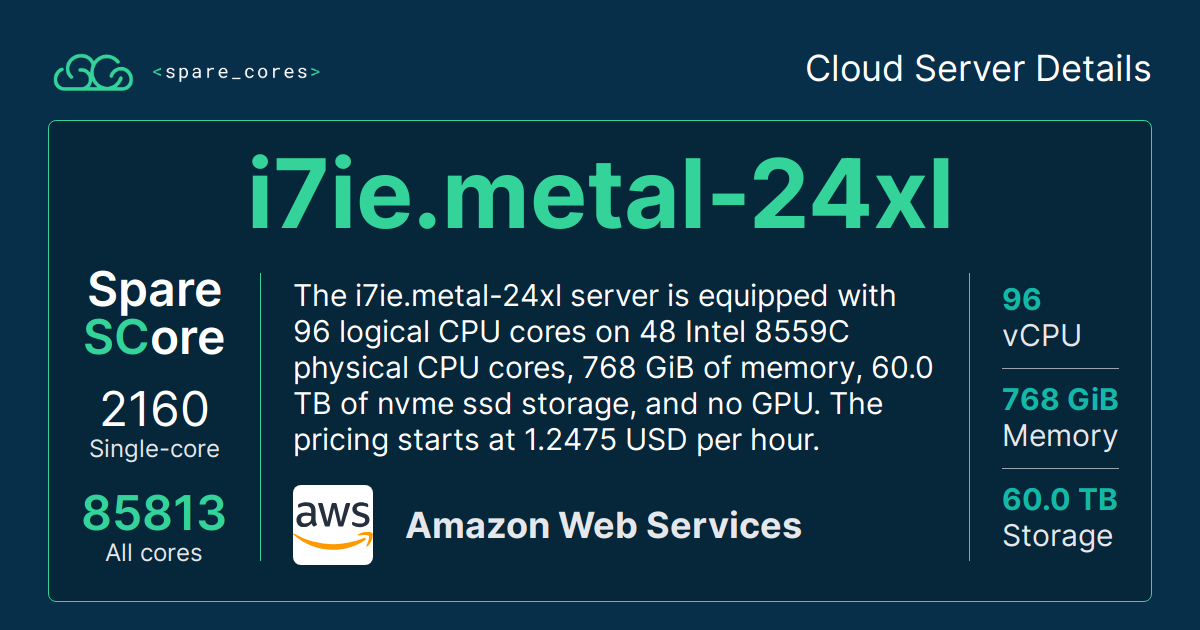 <spare_cores>
Cloud Server Details
i7ie.metal-24xl
Spare
SCore
2160
Single-core
85813
All cores
The i7ie.metal-24xl server is equipped with
96 logical CPU cores on 48 Intel 8559C
physical CPU cores, 768 GiB of memory, 60.0
TB of nvme ssd storage, and no GPU. The
pricing starts at 1.2475 USD per hour.
aws
Amazon Web Services
96
vCPU
768 GiB
Memory
60.0 TB
Storage